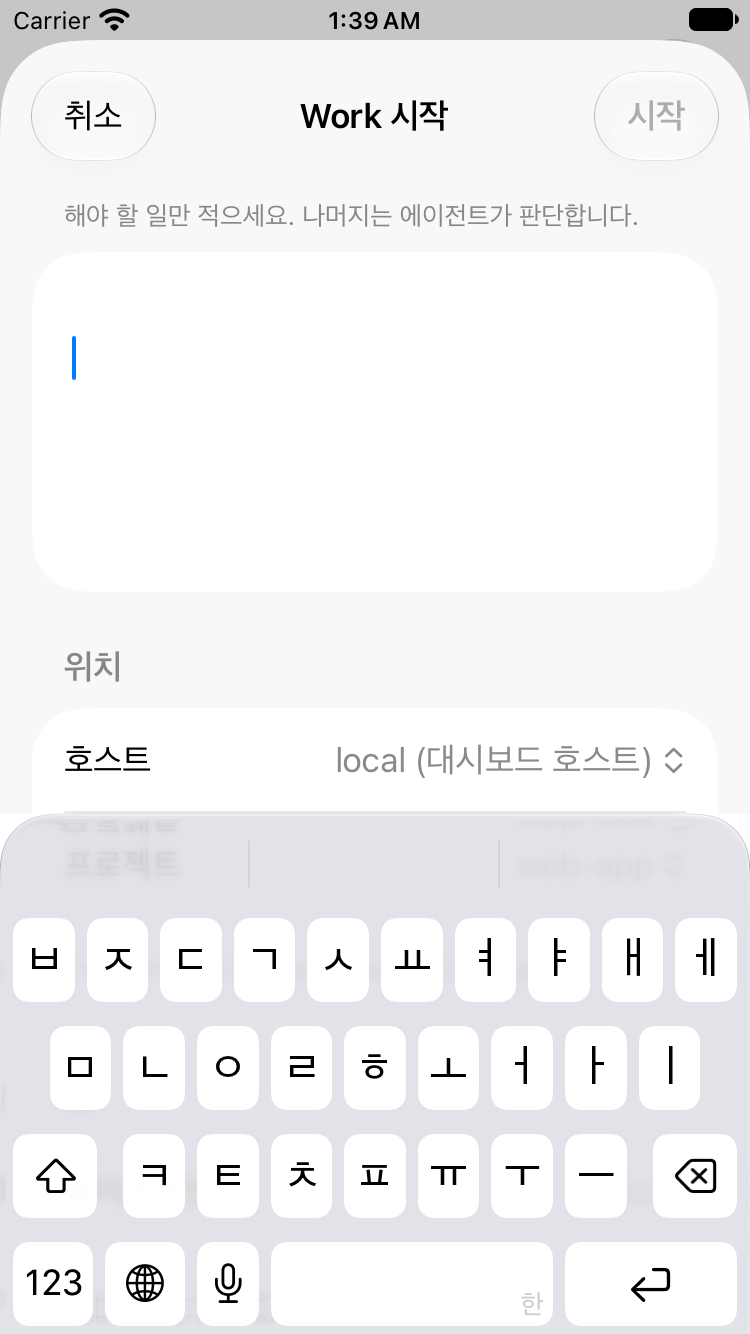 Carrier 1:39 AM
취소 Work 시작 시작
해야 할 일만 적으세요. 나머지는 에이전트가 판단합니다.
위치
호스트 local (대시보드 호스트)
프로젝트 web-app
ㅂ ㅈ ㄷ ㄱ ㅅ ㅛ ㅕ ㅑ ㅐ ㅔ
ㅁ ㄴ ㅇ ㄹ ㅎ ㅗ ㅓ ㅏ ㅣ
ㅋ ㅌ ㅊ ㅍ ㅠ ㅜ ㅡ
123 한